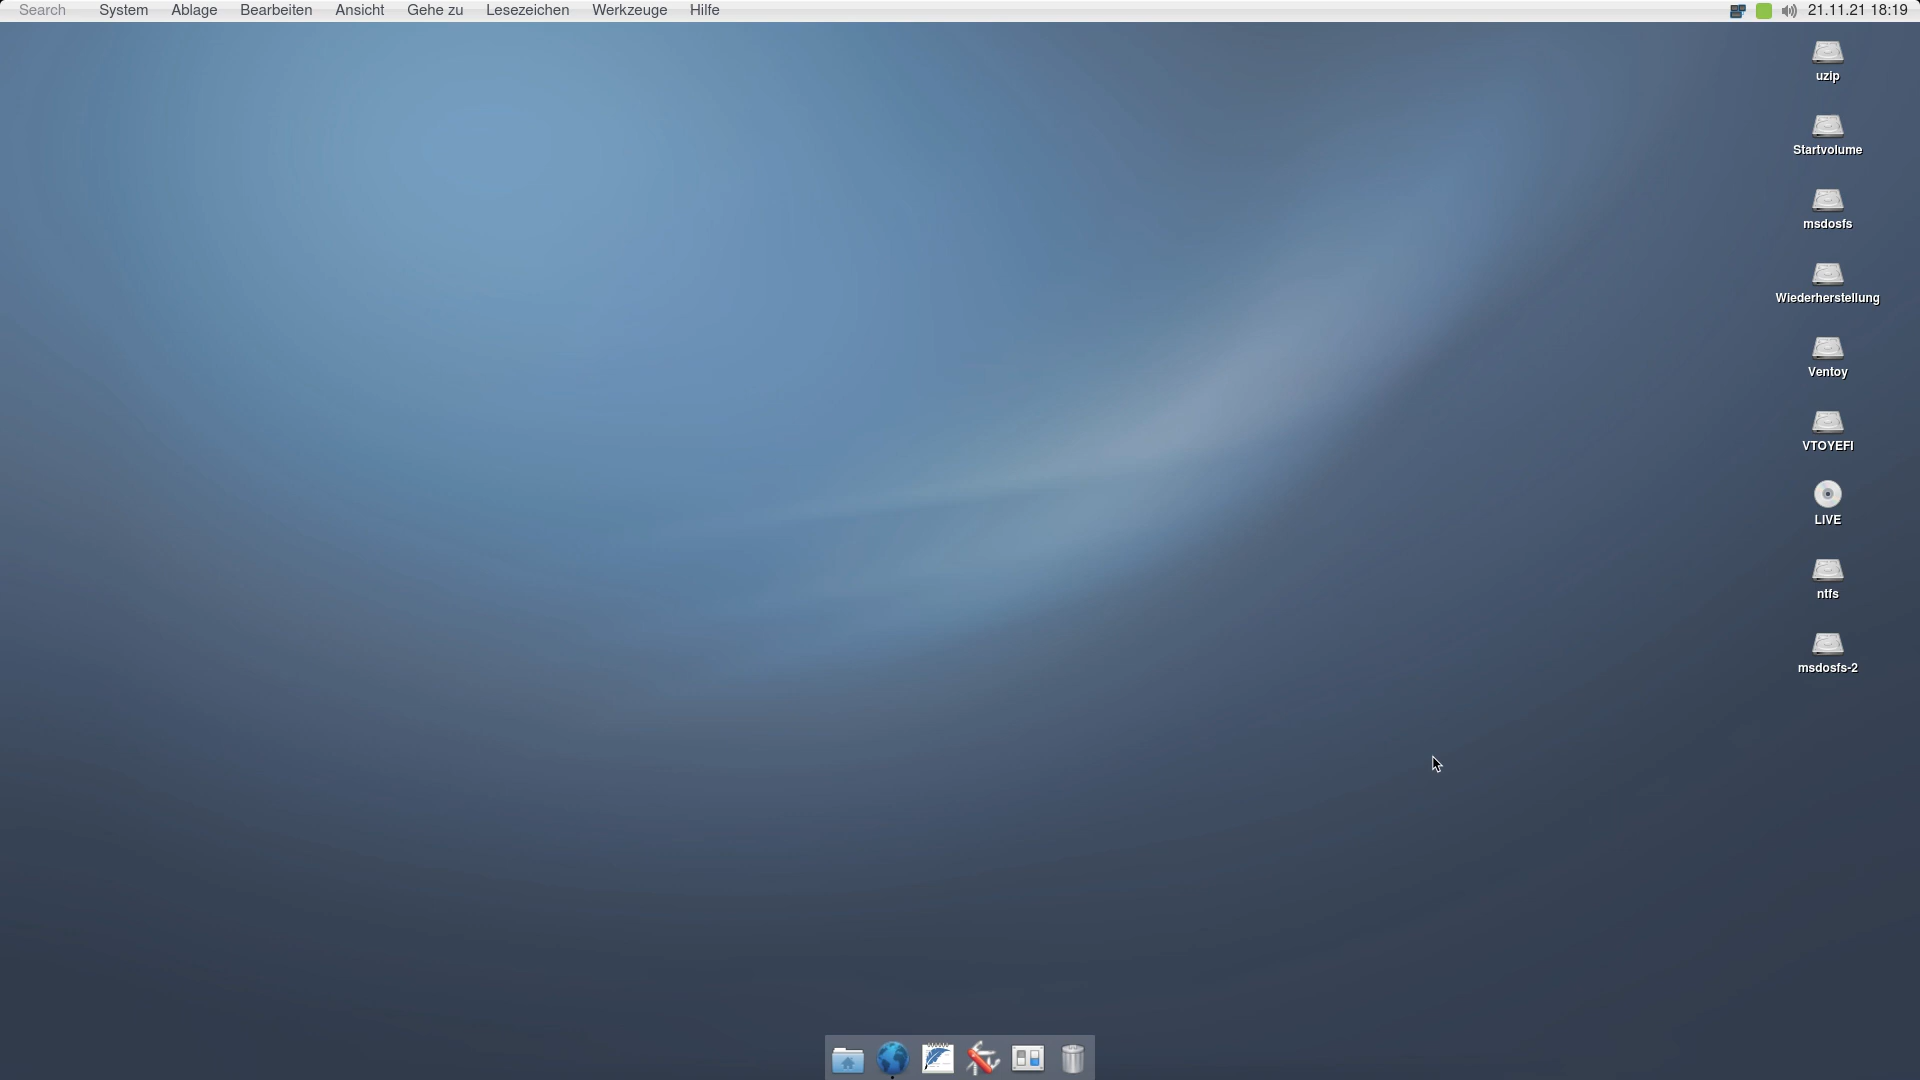 Search System Ablage Bearbeiten Ansicht Gehe zu Lesezeichen Werkzeuge Hilfe 21.11.21 18:19
uzip
Startvolume
msdosfs
Wiederherstellung
Ventoy
VTOYEFI
LIVE
ntfs
msdosfs-2